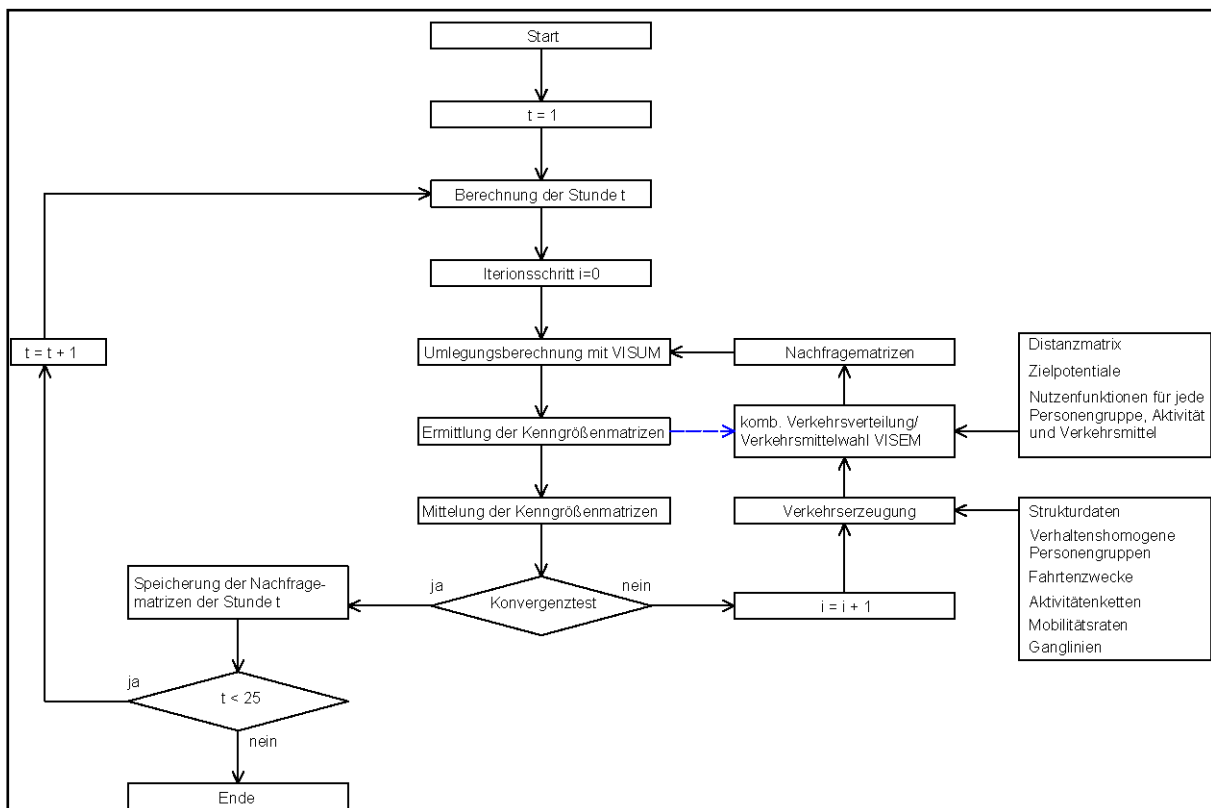 Start
t = 1
Berechnung der Stunde t
Iterionsschritt i=0
t = t + 1
Umlegungsberechnung mit VISUM
Nachfragematrizen
Distanzmatrix
Zielpotentiale
Nutzenfunktionen für jede
Personengruppe, Aktivität
und Verkehrsmittel
Ermittlung der Kenngrößenmatrizen
komb. Verkehrsverteilung/
Verkehrsmittelwahl VISEM
Mittelung der Kenngrößenmatrizen
Verkehrserzeugung
Strukturdaten
Verhaltenshomogene
Personengruppen
Fahrtenzwecke
Aktivitätenketten
Mobilitätsraten
Ganglinien
Speicherung der Nachfrage-
matrizen der Stunde t
ja
Konvergenztest
nein
i = i + 1
ja
t < 25
nein
Ende